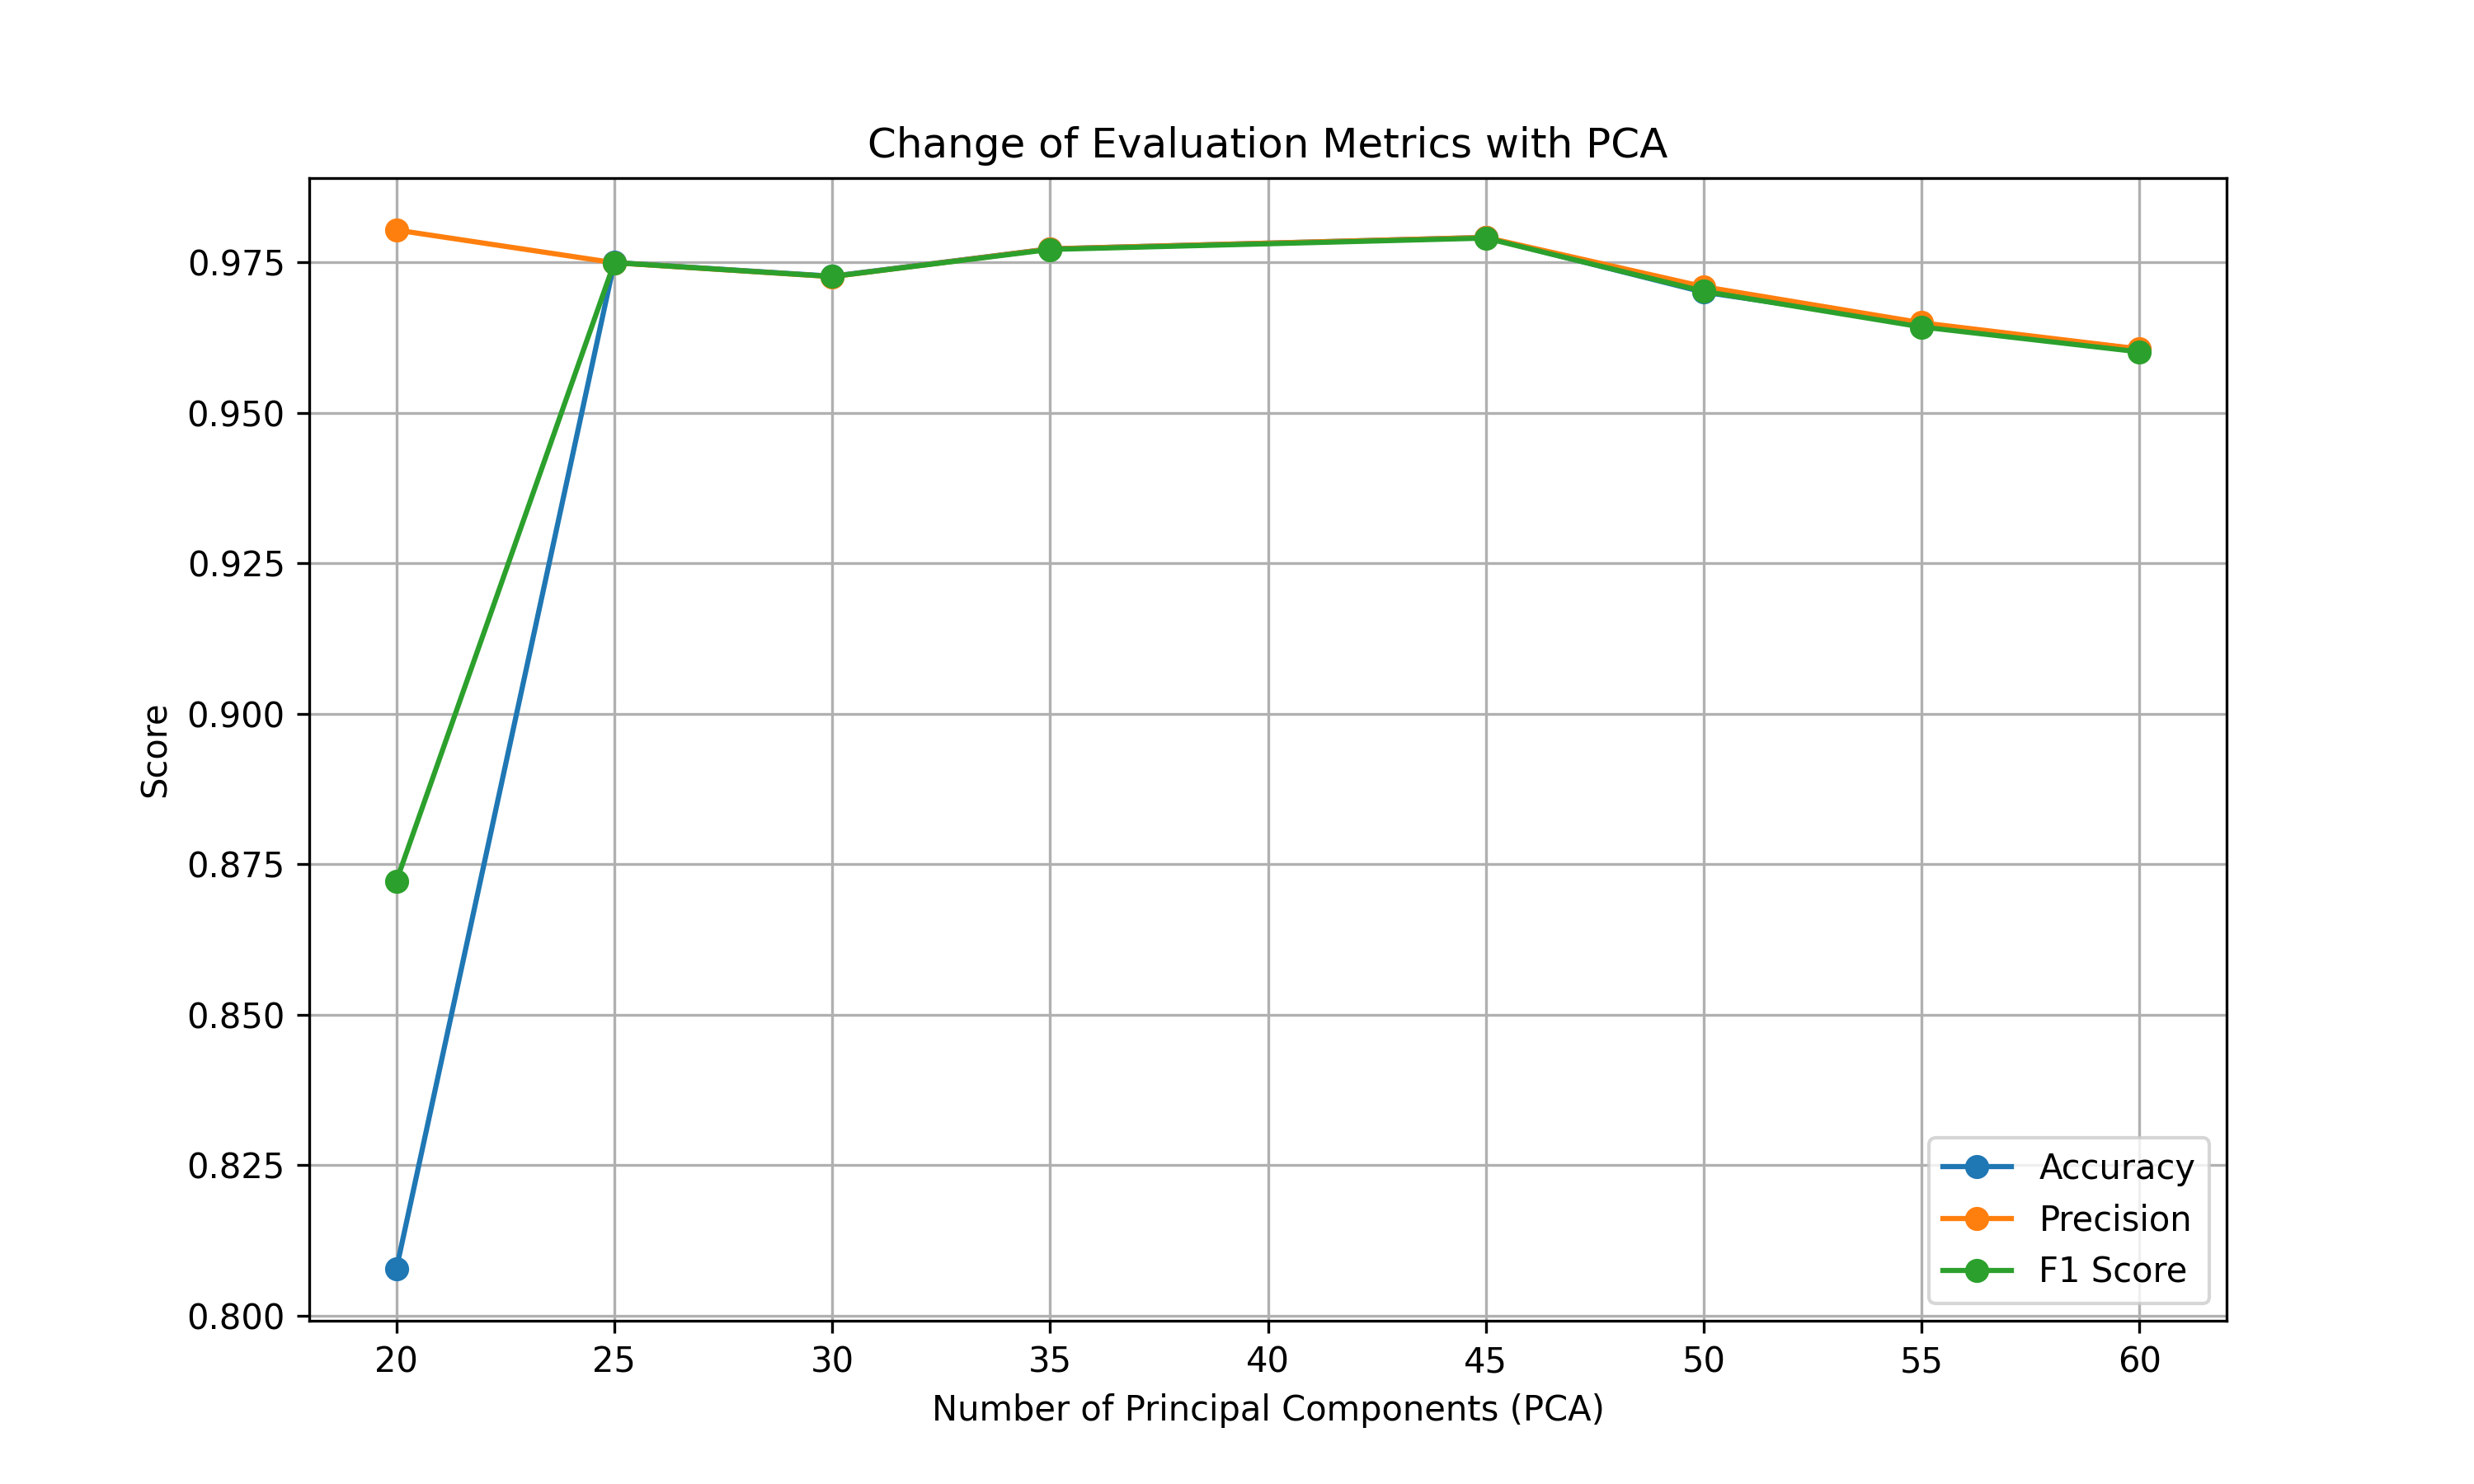 Change of Evaluation Metrics with PCA
0.975
0.950
0.925
0.900
0.875
0.850
0.825
0.800
Score
20 25 30 35 40 45 50 55 60
Number of Principal Components (PCA)
Accuracy
Precision
F1 Score